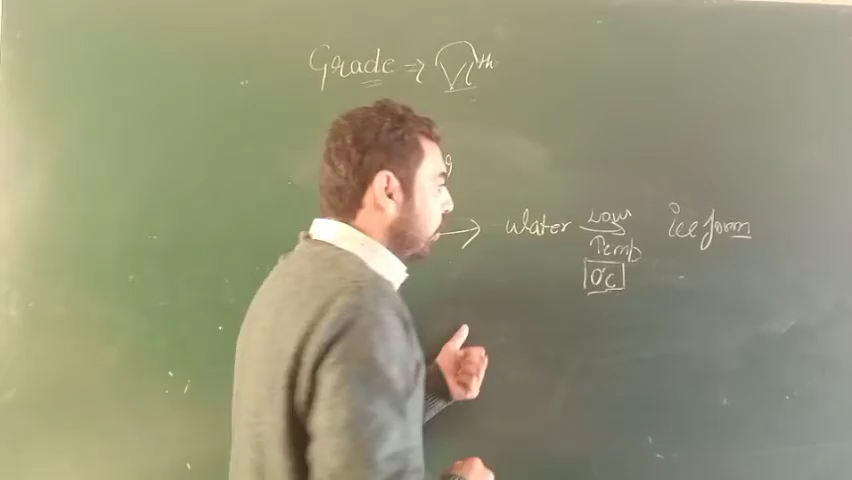 Grade ⇒ VIth
g
→ Water → ice form
Low
Temp
0°C